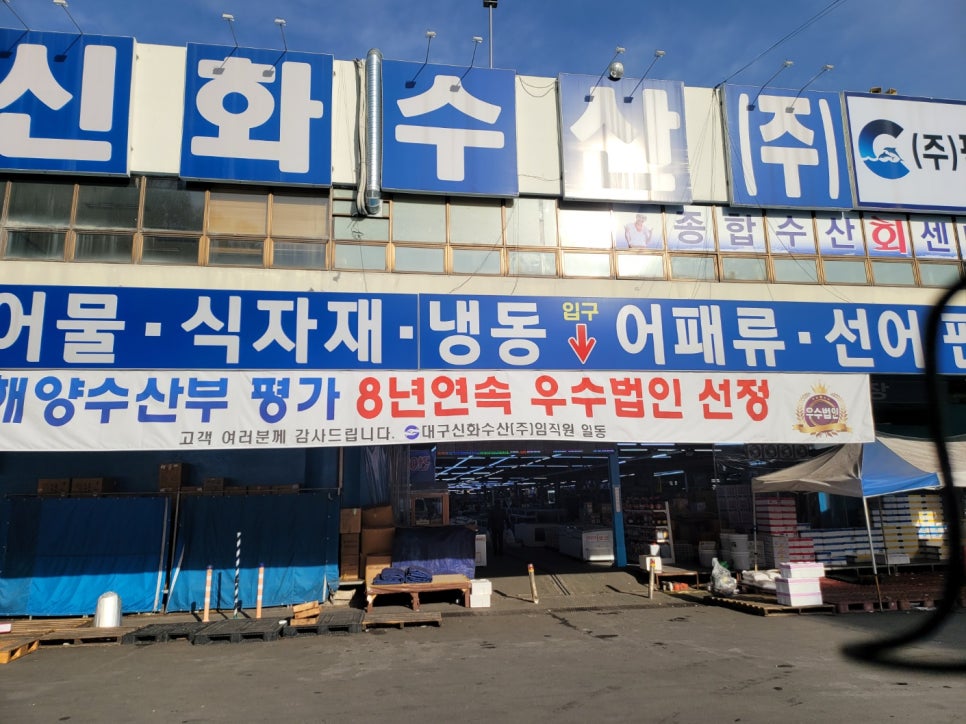 신화수산(주)
(주)
종합수산회센
어물·식자재·냉동 입구 어패류·선어
해양수산부 평가 8년연속 우수법인 선정
우수법인
고객 여러분께 감사드립니다. 대구신화수산(주)임직원 일동